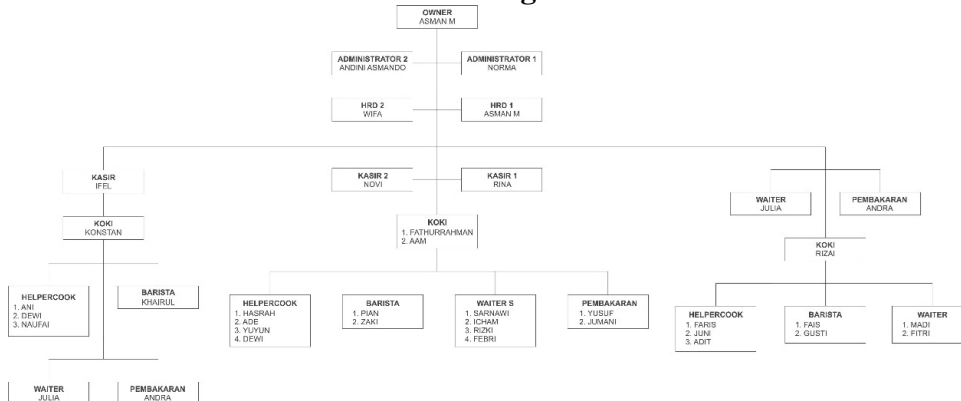 OWNER
ASMAN M
ADMINISTRATOR 2
ANDINI ASMANDO
ADMINISTRATOR 1
NORMA
HRD 2
WIFA
HRD 1
ASMAN M
KASIR
IFEL
KASIR 2
NOVI
KASIR 1
RINA
WAITER
JULIA
PEMBAKARAN
ANDRA
KOKI
KONSTAN
KOKI
1. FATHURRAHMAN
2. AAM
KOKI
RIZAI
HELPERCOOK
1. ANI
2. DEWI
3. NAUFAI
BARISTA
KHAIRUL
HELPERCOOK
1. HASRAH
2. ADE
3. YUYUN
4. DEWI
BARISTA
1. PIAN
2. ZAKI
WAITER S
1. SARNAWI
2. ICHAM
3. RIZKI
4. FEBRI
PEMBAKARAN
1. YUSUF
2. JUMANI
HELPERCOOK
1. FARIS
2. JUNI
3. ADIT
BARISTA
1. FAIS
2. GUSTI
WAITER
1. MADI
2. FITRI
WAITER
JULIA
PEMBAKARAN
ANDRA